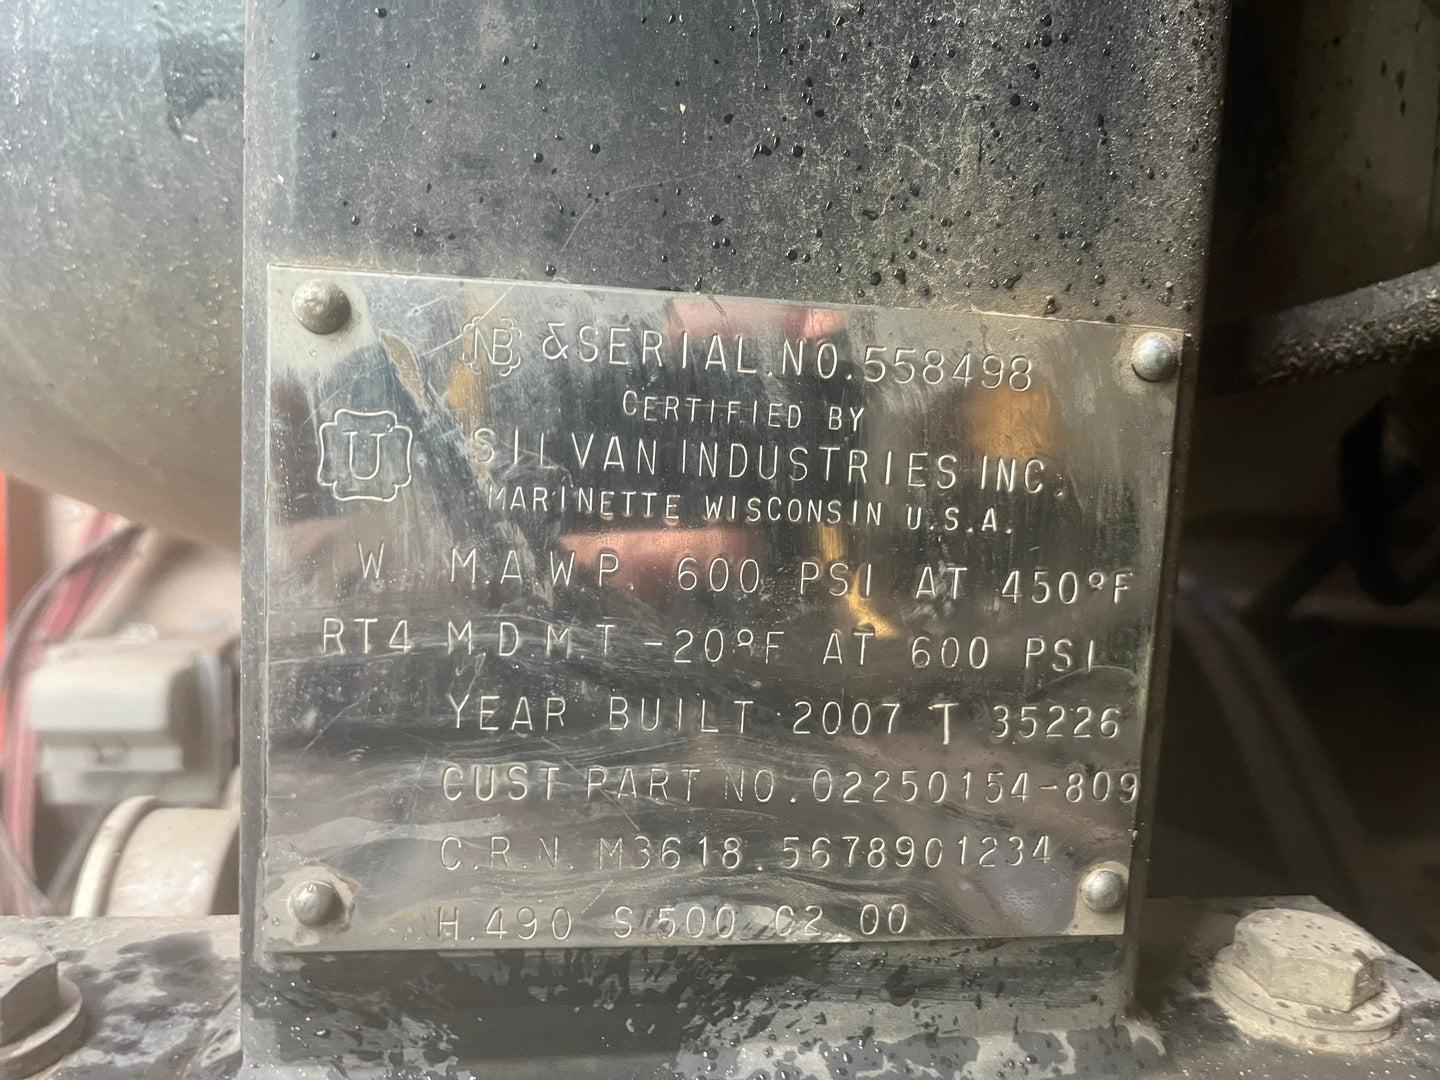 NB & SERIAL NO. 558498
CERTIFIED BY
U
SILVAN INDUSTRIES INC.
MARINETTE WISCONSIN U.S.A.
W M.A.W.P. 600 PSI AT 450°F
RT4 M.D.M.T -20°F AT 600 PSI
YEAR BUILT 2007 T 35226
CUST PART NO. 02250154-809
C.R.N. M3618.5678901234
H.490 S.500 C2.00